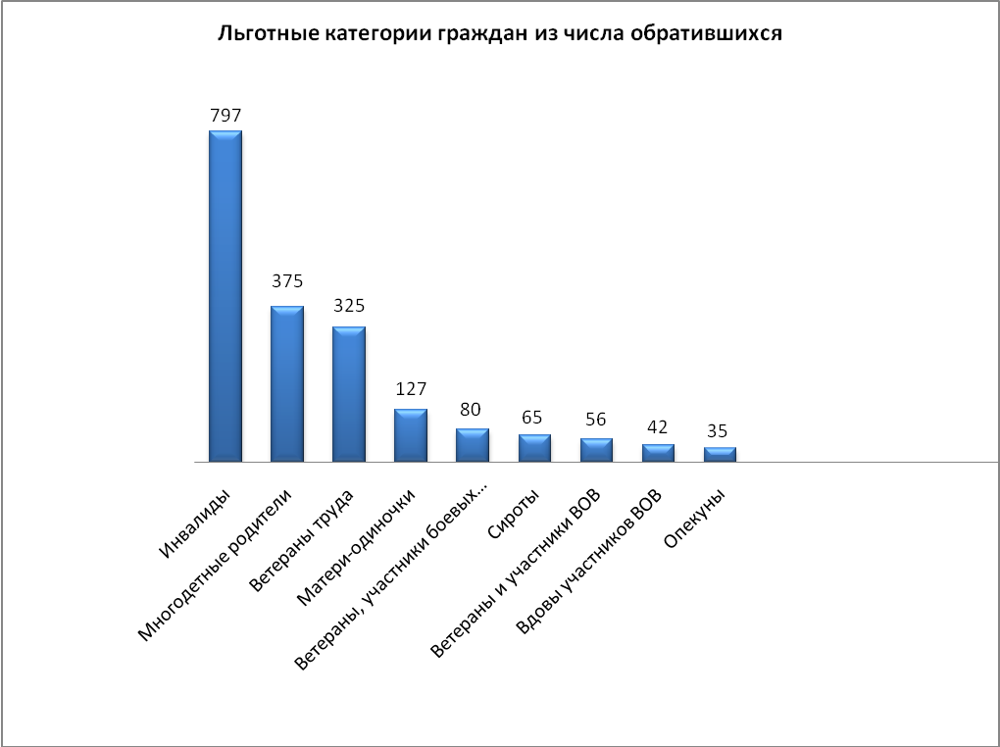 Льготные категории граждан из числа обратившихся
797
375
325
127
80
65
56
42
35
Инвалиды
Многодетные родители
Ветераны труда
Матери-одиночки
Ветераны, участники боевых...
Сироты
Ветераны и участники ВОВ
Вдовы участников ВОВ
Опекуны